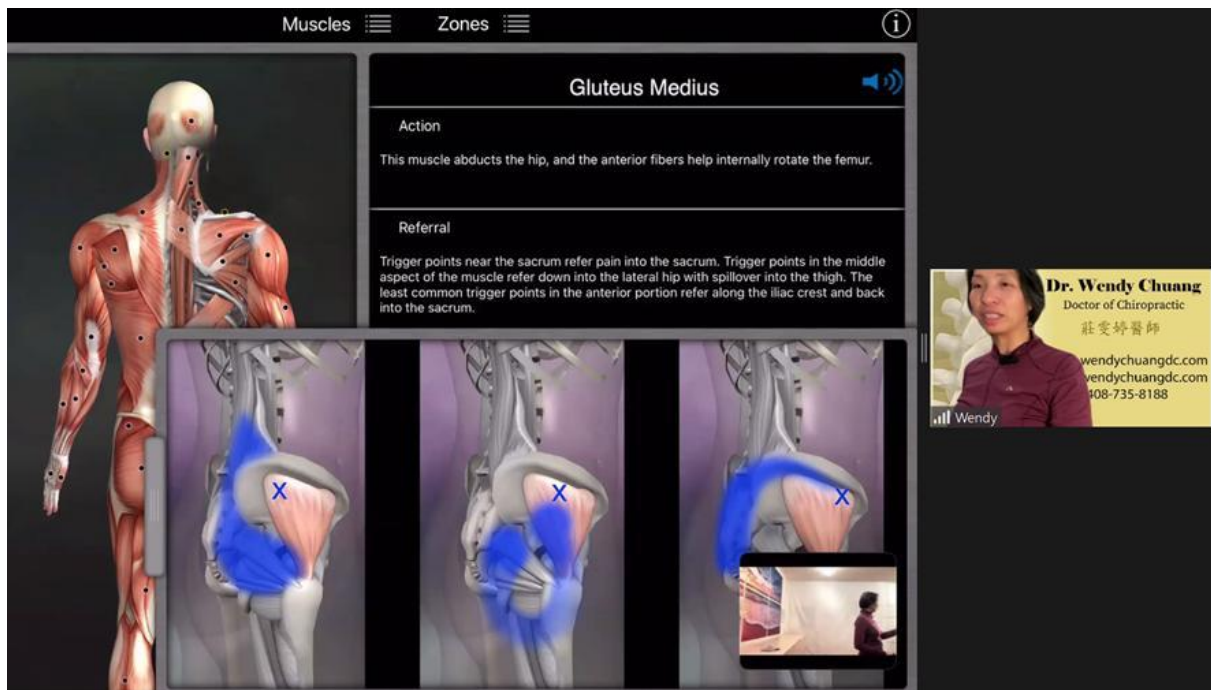 Muscles
Zones
i
Gluteus Medius
Action
This muscle abducts the hip, and the anterior fibers help internally rotate the femur.
Referral
Trigger points near the sacrum refer pain into the sacrum. Trigger points in the middle
aspect of the muscle refer down into the lateral hip with spillover into the thigh. The
least common trigger points in the anterior portion refer along the iliac crest and back
into the sacrum.
X
X
X
Dr. Wendy Chuang
Doctor of Chiropractic
莊雯婷醫師
wendychuangdc.com
wendychuangdc.com
408-735-8188
Wendy